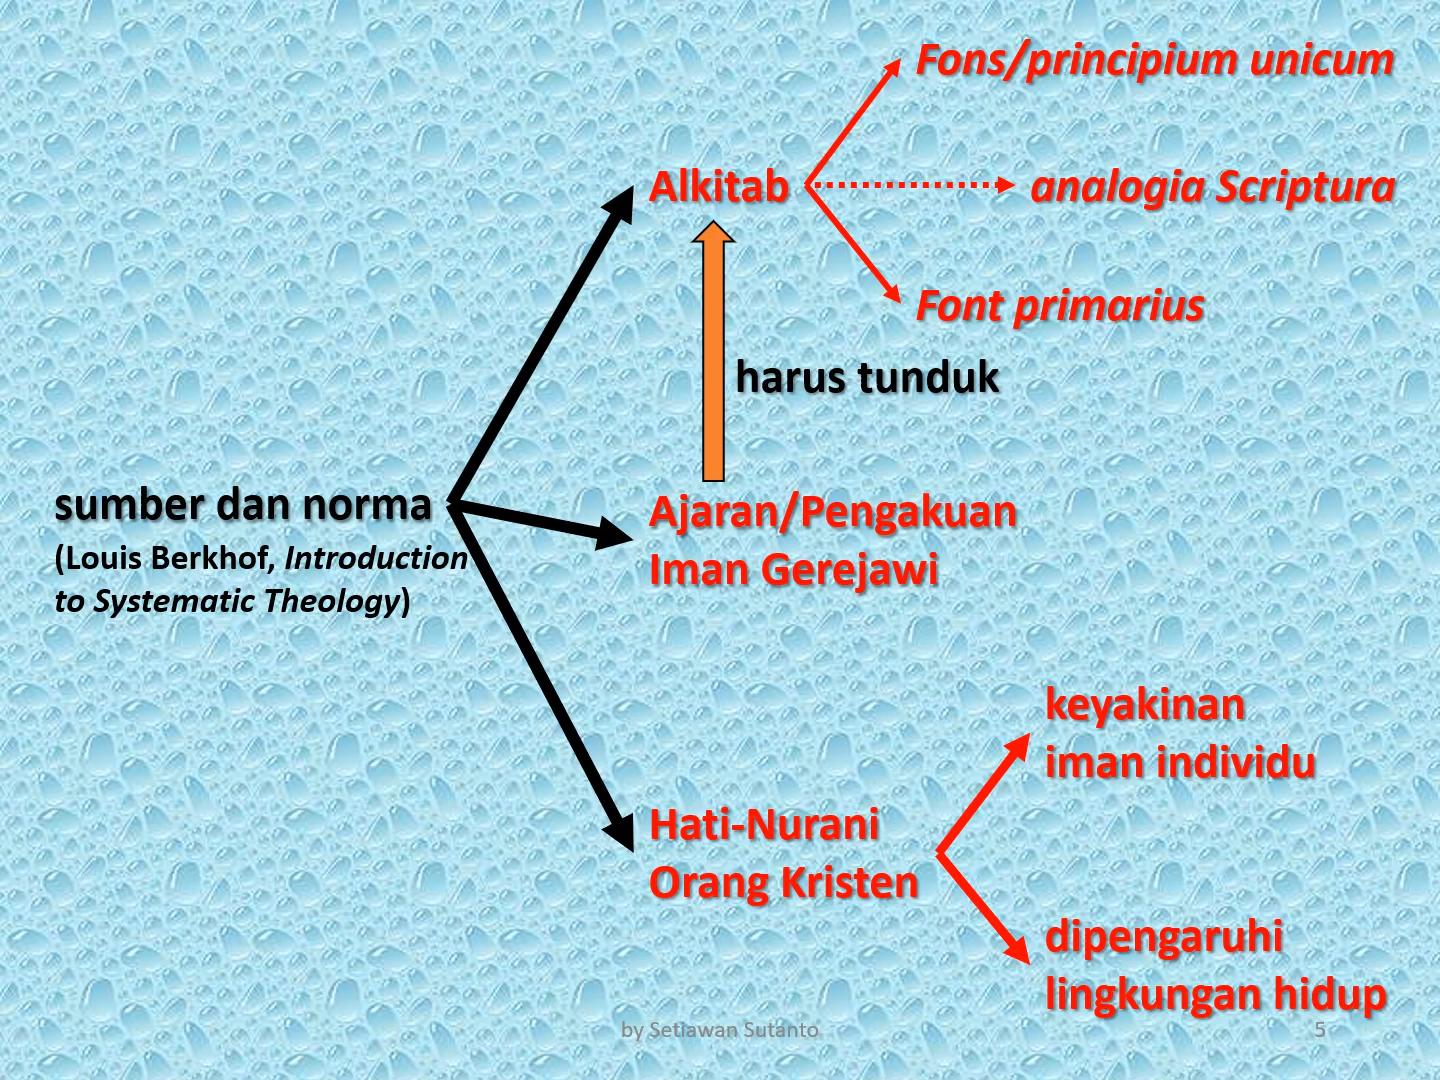 Fons/principium unicum
Alkitab
analogia Scriptura
Font primarius
harus tunduk
sumber dan norma
(Louis Berkhof, Introduction
to Systematic Theology)
Ajaran/Pengakuan
Iman Gerejawi
keyakinan
iman individu
Hati-Nurani
Orang Kristen
dipengaruhi
lingkungan hidup
by Setiawan Sutanto
5